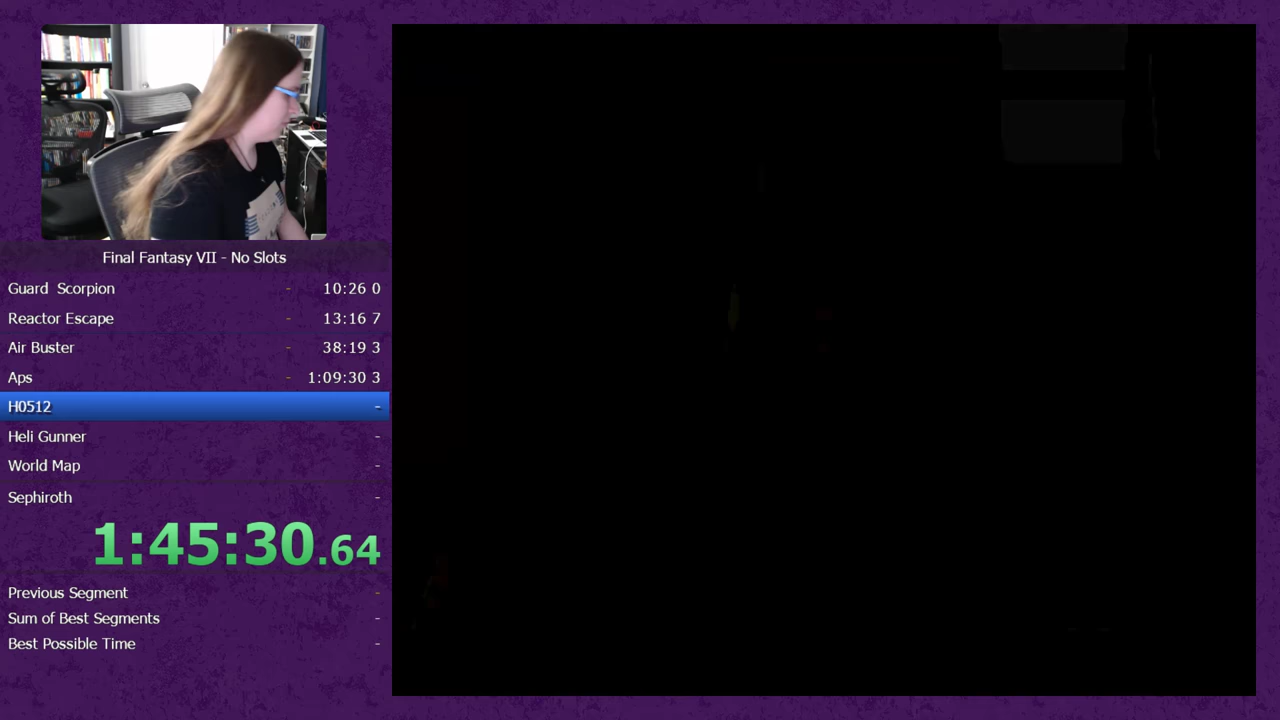 Final Fantasy VII - No Slots
Guard Scorpion - 10:26 0
Reactor Escape - 13:16 7
Air Buster - 38:19 3
Aps - 1:09:30 3
H0512 -
Heli Gunner -
World Map -
Sephiroth -
1:45:30.64
Previous Segment -
Sum of Best Segments -
Best Possible Time -